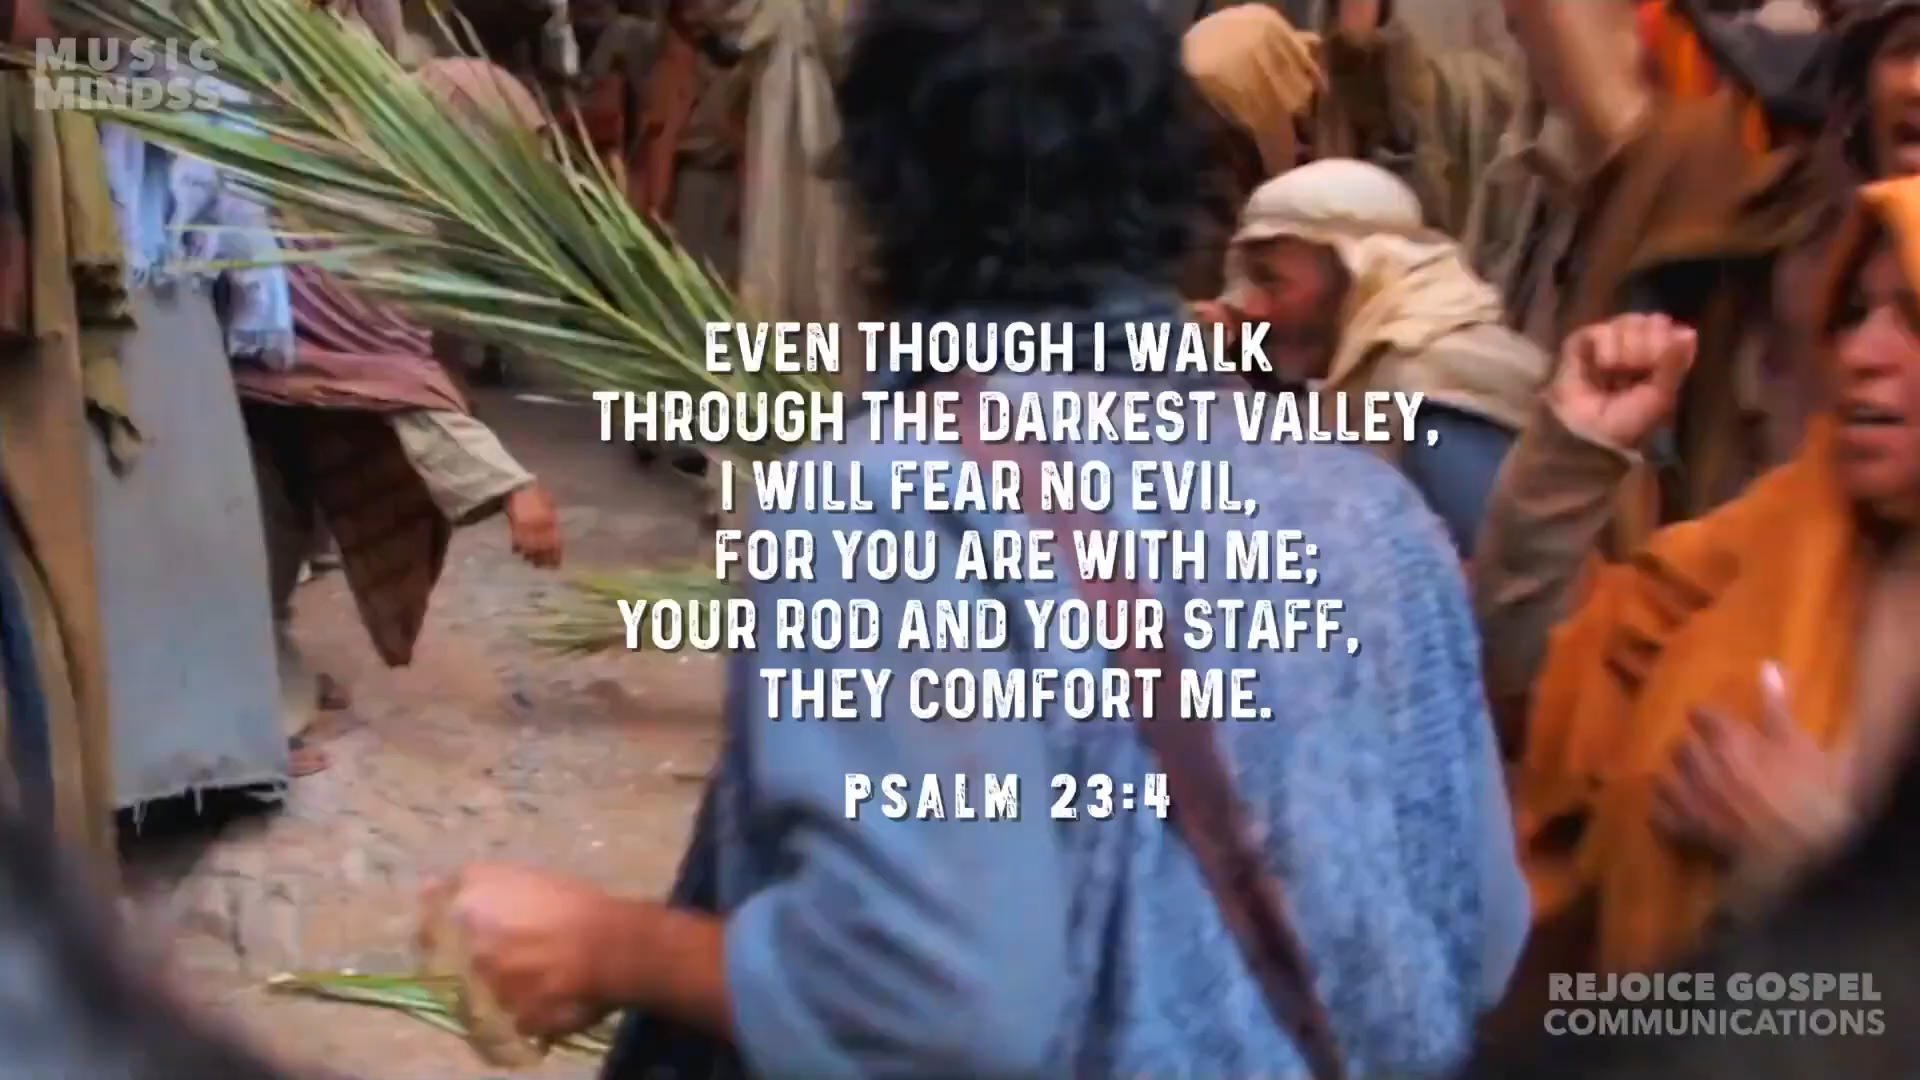 MUSIC
MINDSS
EVEN THOUGH I WALK
THROUGH THE DARKEST VALLEY,
I WILL FEAR NO EVIL,
FOR YOU ARE WITH ME;
YOUR ROD AND YOUR STAFF,
THEY COMFORT ME.
PSALM 23:4
REJOICE GOSPEL
COMMUNICATIONS